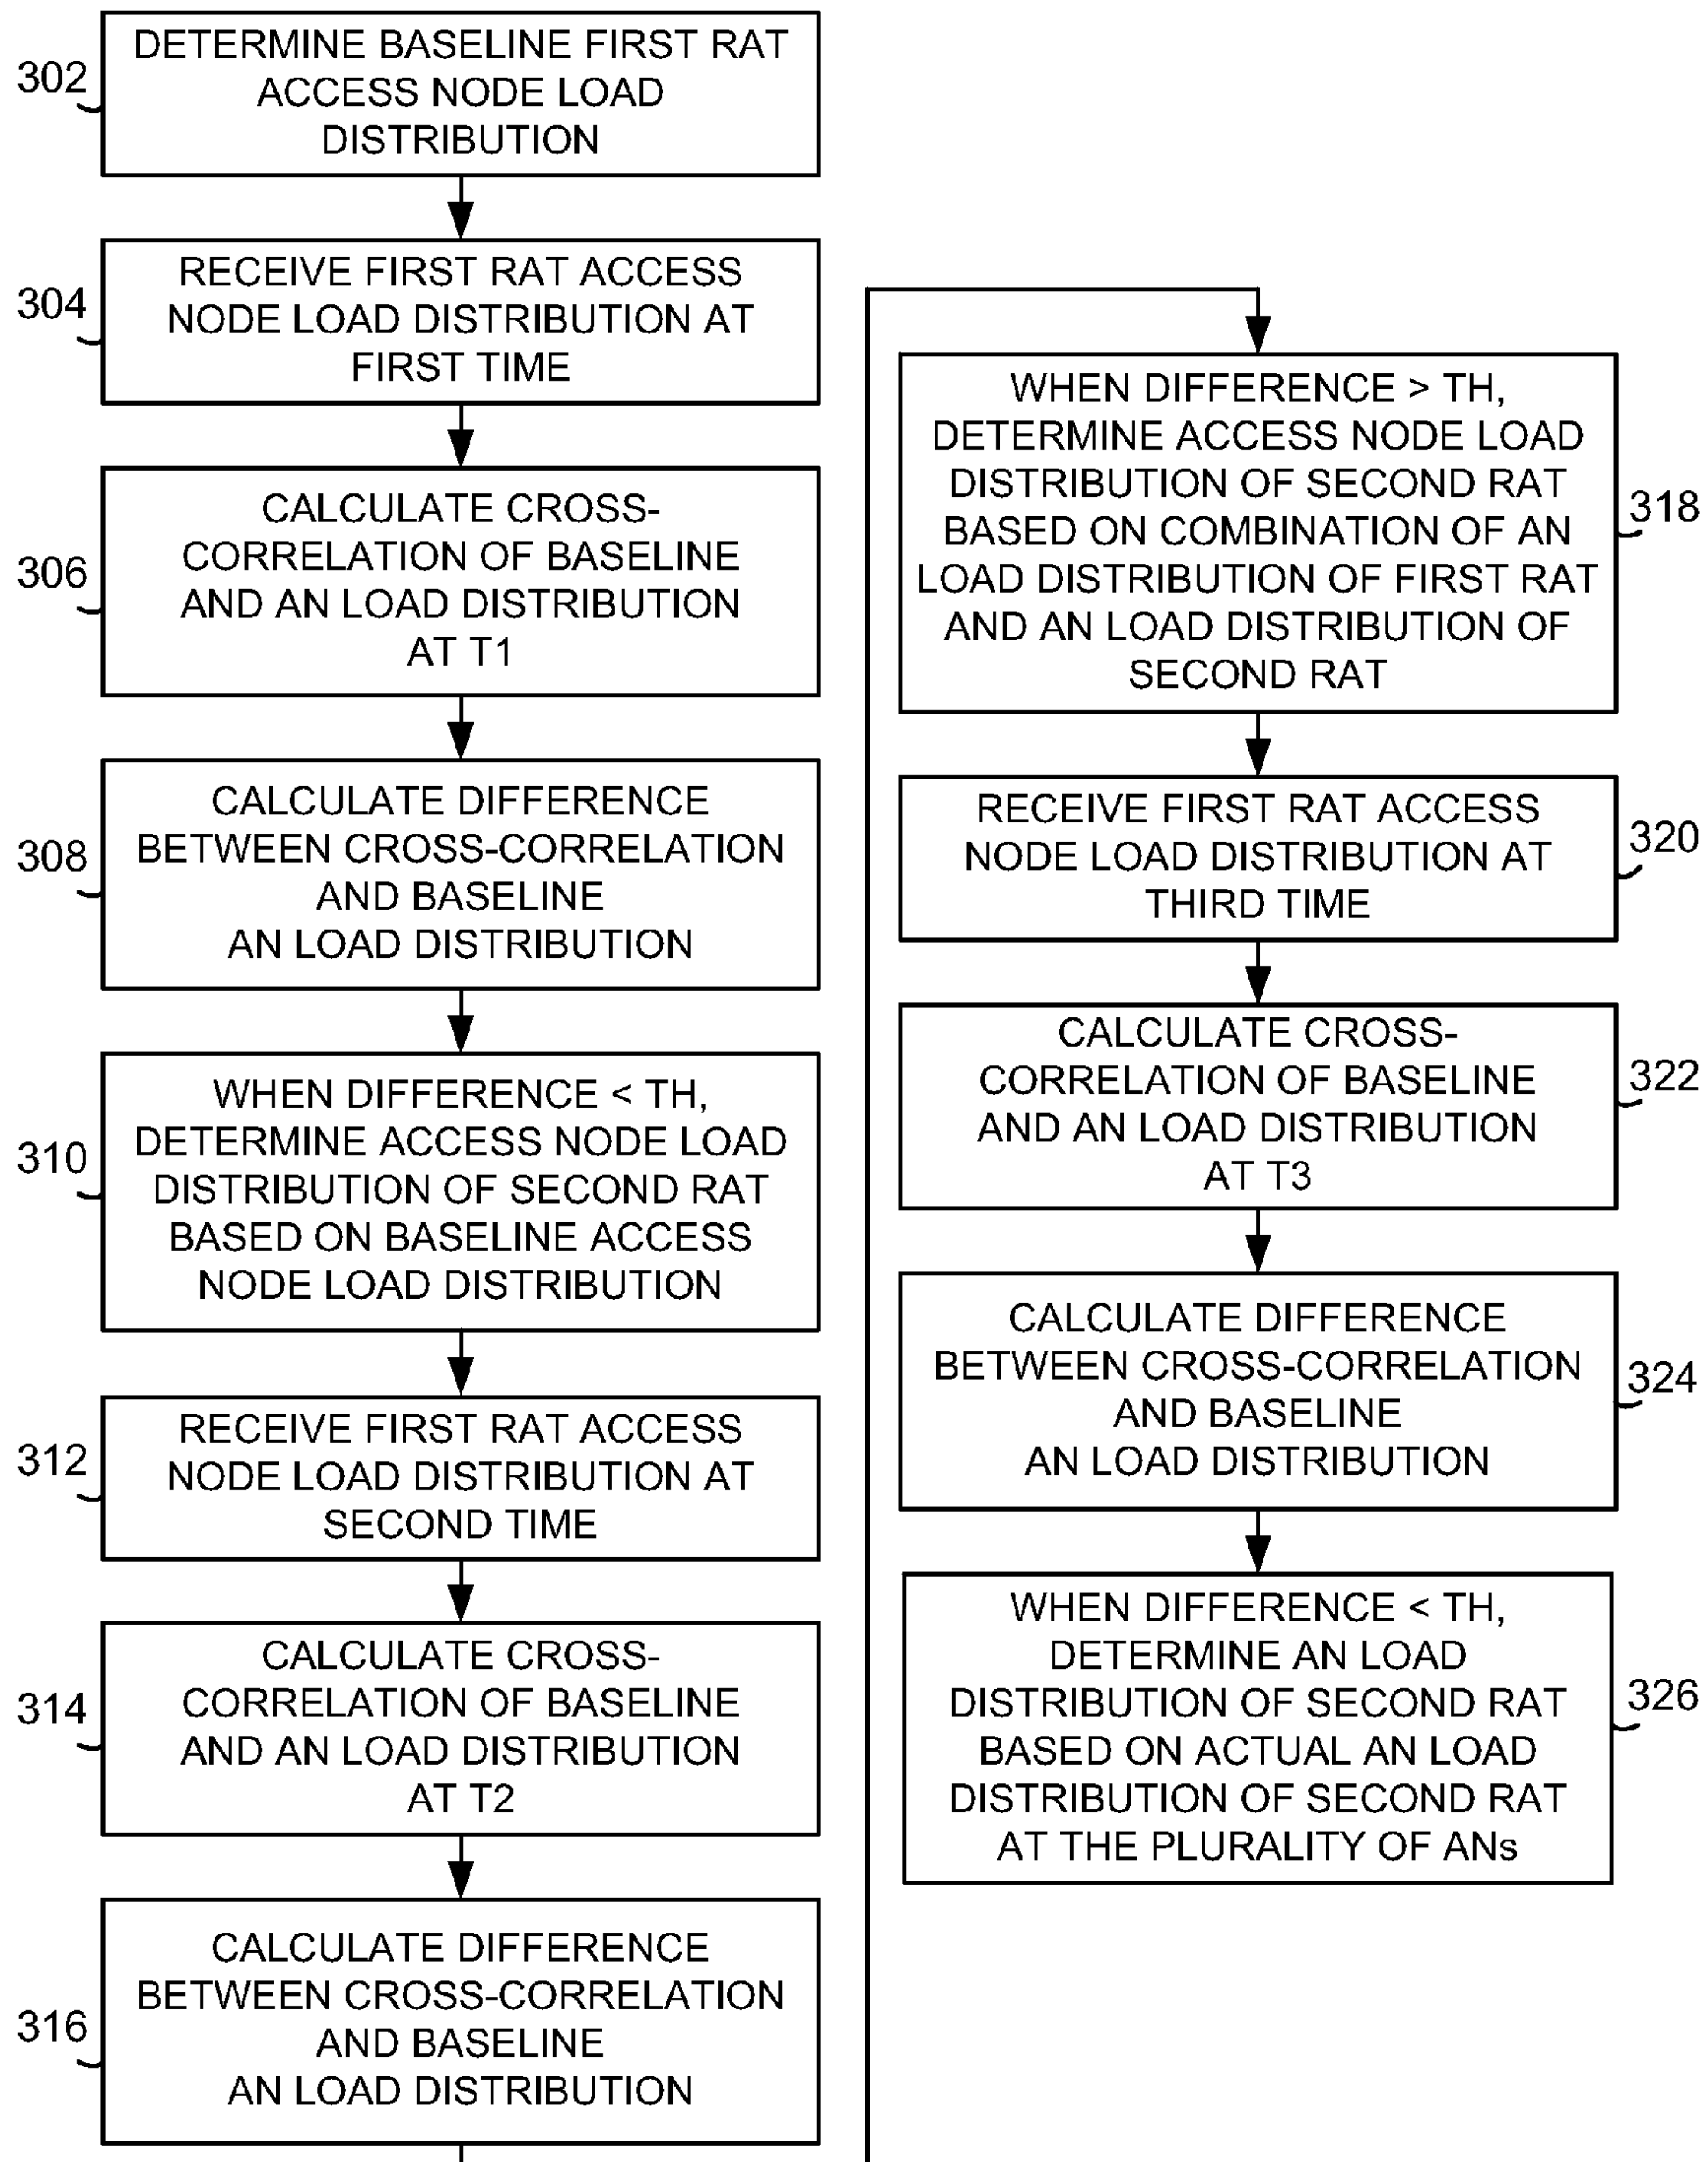 302
DETERMINE BASELINE FIRST RAT
ACCESS NODE LOAD
DISTRIBUTION
304
RECEIVE FIRST RAT ACCESS
NODE LOAD DISTRIBUTION AT
FIRST TIME
306
CALCULATE CROSS-
CORRELATION OF BASELINE
AND AN LOAD DISTRIBUTION
AT T1
308
CALCULATE DIFFERENCE
BETWEEN CROSS-CORRELATION
AND BASELINE
AN LOAD DISTRIBUTION
310
WHEN DIFFERENCE < TH,
DETERMINE ACCESS NODE LOAD
DISTRIBUTION OF SECOND RAT
BASED ON BASELINE ACCESS
NODE LOAD DISTRIBUTION
312
RECEIVE FIRST RAT ACCESS
NODE LOAD DISTRIBUTION AT
SECOND TIME
314
CALCULATE CROSS-
CORRELATION OF BASELINE
AND AN LOAD DISTRIBUTION
AT T2
316
CALCULATE DIFFERENCE
BETWEEN CROSS-CORRELATION
AND BASELINE
AN LOAD DISTRIBUTION
WHEN DIFFERENCE > TH,
DETERMINE ACCESS NODE LOAD
DISTRIBUTION OF SECOND RAT
BASED ON COMBINATION OF AN
LOAD DISTRIBUTION OF FIRST RAT
AND AN LOAD DISTRIBUTION OF
SECOND RAT
318
RECEIVE FIRST RAT ACCESS
NODE LOAD DISTRIBUTION AT
THIRD TIME
320
CALCULATE CROSS-
CORRELATION OF BASELINE
AND AN LOAD DISTRIBUTION
AT T3
322
CALCULATE DIFFERENCE
BETWEEN CROSS-CORRELATION
AND BASELINE
AN LOAD DISTRIBUTION
324
WHEN DIFFERENCE < TH,
DETERMINE AN LOAD
DISTRIBUTION OF SECOND RAT
BASED ON ACTUAL AN LOAD
DISTRIBUTION OF SECOND RAT
AT THE PLURALITY OF ANs
326